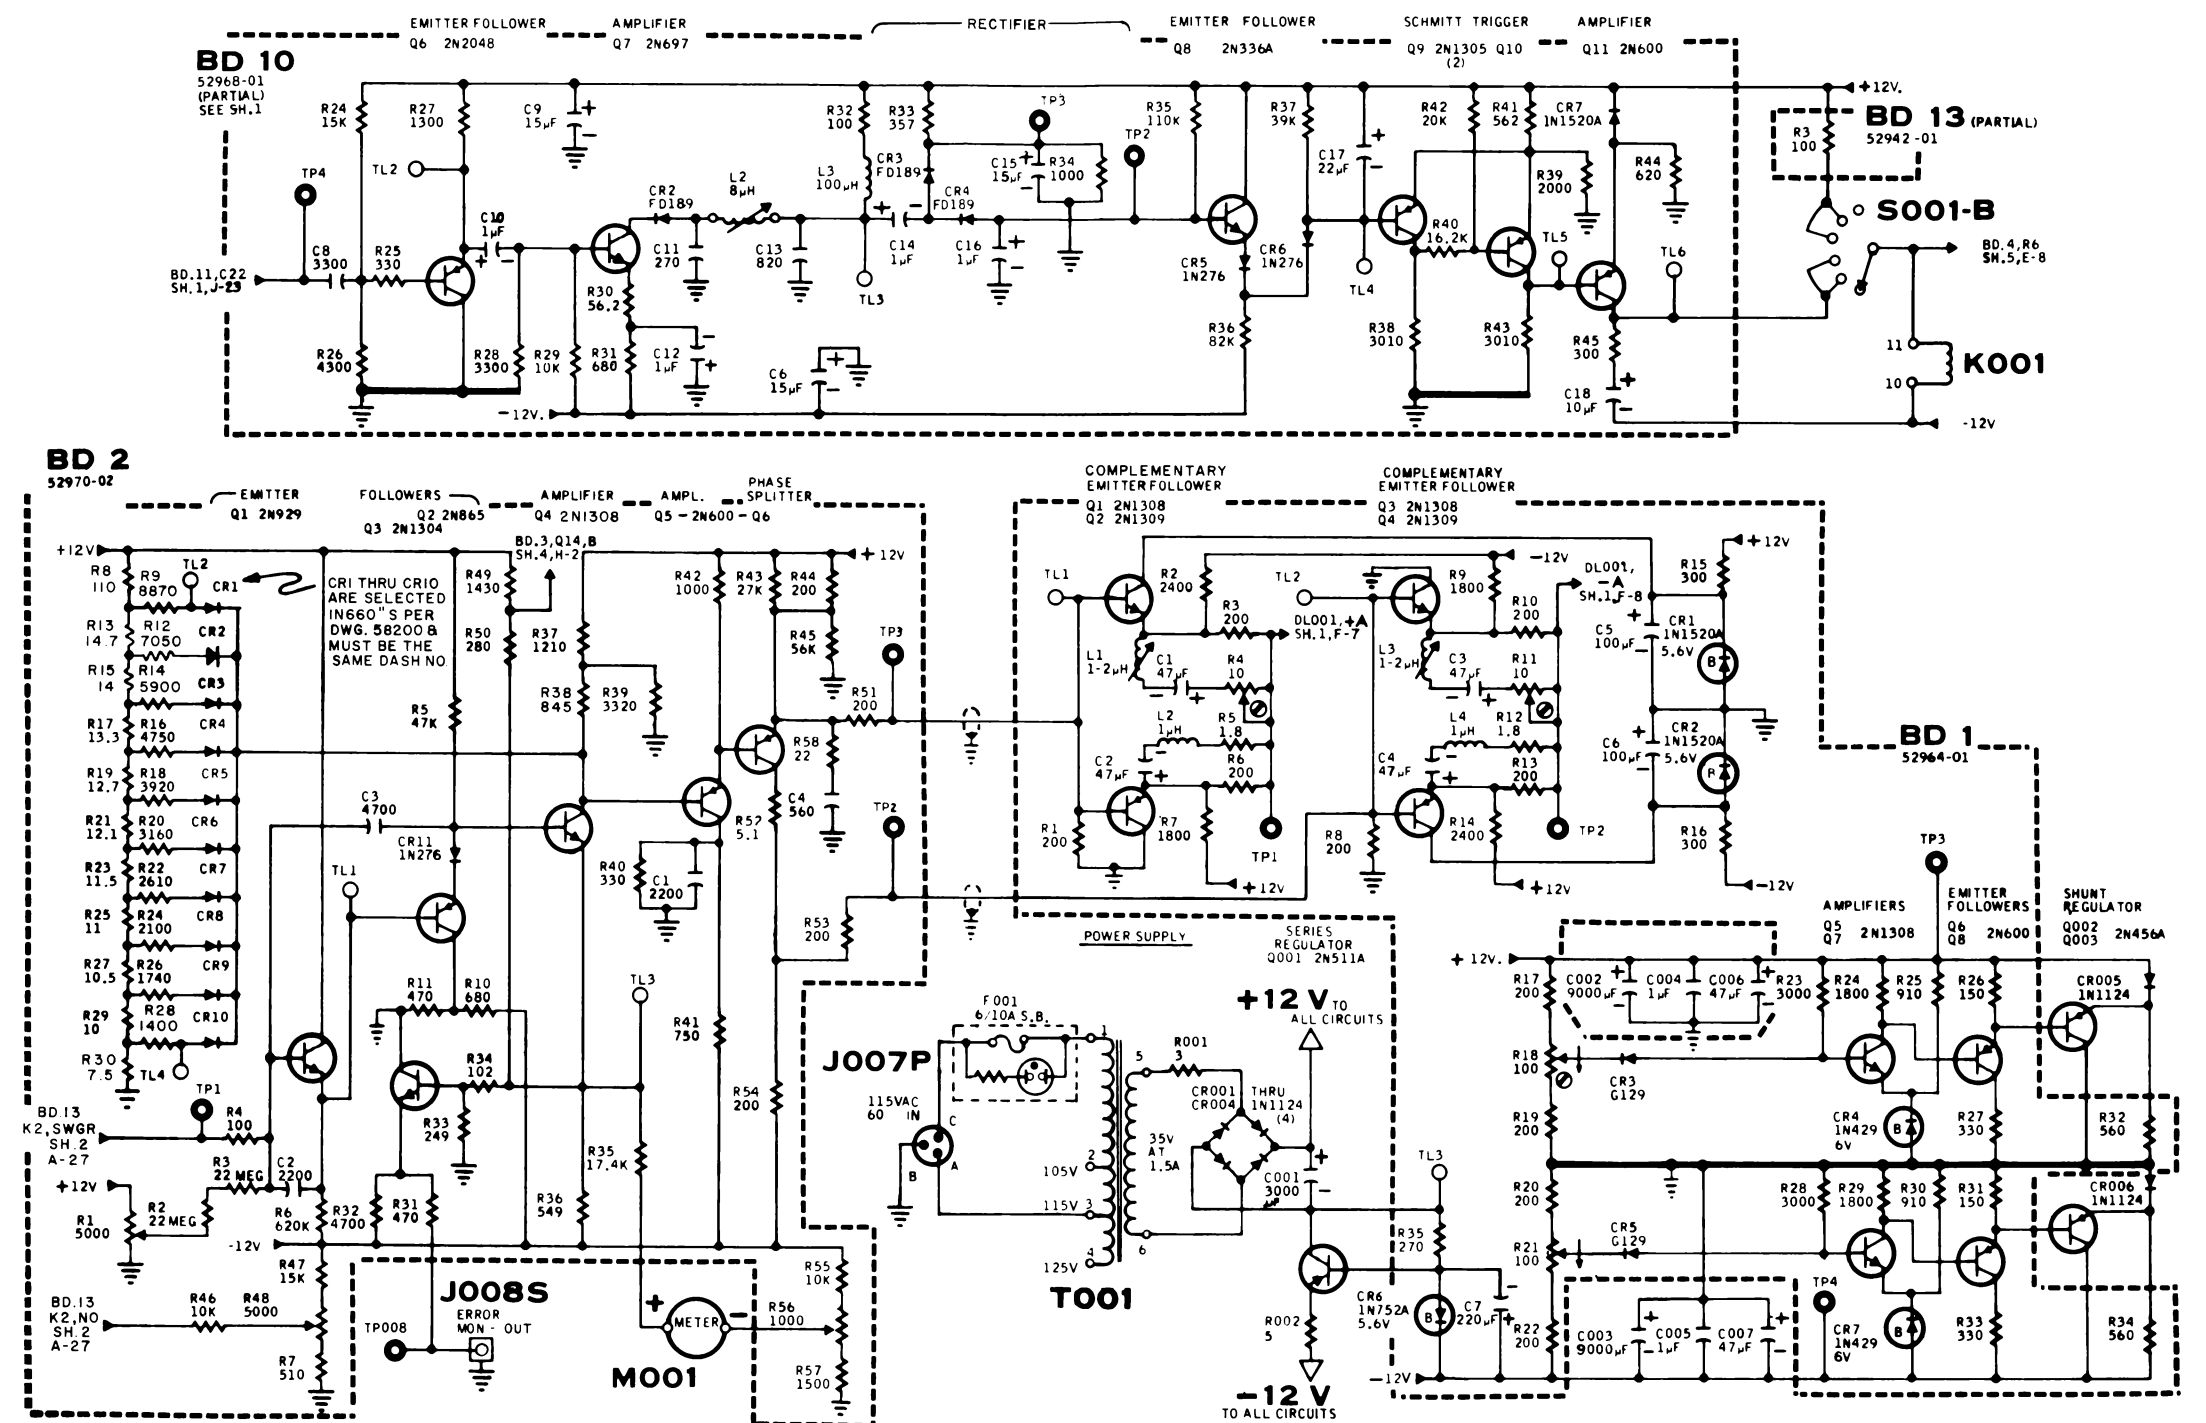 EMITTER FOLLOWER
Q6 2N2048
AMPLIFIER
Q7 2N697
RECTIFIER
EMITTER FOLLOWER
Q8 2N336A
SCHMITT TRIGGER
Q9 2N1305 Q10
(2)
AMPLIFIER
Q11 2N600
BD 10
52968-01
(PARTIAL)
SEE SH.1
R24
15K
R27
1300
C9
15µF
+
−
R32
100
R33
357
TP3
R35
110K
R37
39K
R42
20K
R41
562
CR7
1N1520A
+12V.
BD 13 (PARTIAL)
52942-01
R3
100
TP4
TL2
C10
1µF
CR2
FD189
L2
8µH
L3
100µH
CR3
FD189
C15
15µF
R34
1000
TP2
CR4
FD189
C17
22µF
R39
2000
R44
620
S001-B
BD.4,R6
SH.5,E-8
BD.11,C22
SH.1,J-23
C8
3300
R25
330
C11
270
C13
820
C14
1µF
C16
1µF
TL3
CR5
1N276
CR6
1N276
TL4
R40
16.2K
TL5
TL6
R30
56.2
R26
4300
R28
3300
R29
10K
R31
680
C12
1µF
C6
15µF
R36
82K
R38
3010
R43
3010
R45
300
C18
10µF
11
10
K001
-12V.
-12V
BD 2
52970-02
EMITTER FOLLOWERS
Q1 2N929
Q2 2N865
Q3 2N1304
AMPLIFIER
Q4 2N1308
AMPL.
Q5-2N600-Q6
PHASE
SPLITTER
BD.3,Q14,B
SH.4,H-2
+12V
+12V
R8
110
R9
8870
TL2
CR1
CR1 THRU CR10
ARE SELECTED
IN660"S PER
DWG. 58200 &
MUST BE THE
SAME DASH NO.
R13
14.7
R12
7050
CR2
R15
14
R14
5900
CR3
R17
13.3
R16
4750
CR4
R19
12.7
R18
3920
CR5
R21
12.1
R20
3160
CR6
R23
11.5
R22
2610
CR7
R25
11
R24
2100
CR8
R27
10.5
R26
1740
CR9
R29
10
R28
1400
CR10
R30
7.5
TL4
R49
1430
R50
280
R37
1210
R38
845
R39
3320
R5
47K
R42
1000
R43
27K
R44
200
R45
56K
TP3
R51
200
R58
22
C4
560
R52
5.1
TP2
C3
4700
CR11
1N276
TL1
R40
330
C1
2200
R53
200
R11
470
R10
680
TL3
R41
750
R34
102
R33
249
R54
200
TP1
BD.13
K2,SWGR
SH.2
A-27
R4
100
R3
22 MEG
C2
2200
+12V
R1
5000
R2
22MEG
R6
620K
R32
4700
R31
470
R35
17.4K
R36
549
-12V
R47
15K
BD.13
K2,NO
SH.2
A-27
R46
10K
R48
5000
R7
510
TP008
J008S
ERROR
MON-OUT
+
METER
−
M001
R55
10K
R56
1000
R57
1500
COMPLEMENTARY
EMITTER FOLLOWER
Q1 2N1308
Q2 2N1309
COMPLEMENTARY
EMITTER FOLLOWER
Q3 2N1308
Q4 2N1309
TL1
R2
2400
TL2
-12V
R9
1800
DL001,
-A
SH.1,F-8
R15
300
+12V
R3
200
DL001,+A
SH.1,F-7
R10
200
L1
1-2µH
C1
47µF
R4
10
L3
1-2µH
C3
47µF
R11
10
C5
100µF
CR1
1N1520A
5.6V
B
L2
1µH
R5
1.8
L4
1µH
R12
1.8
C2
47µF
R6
200
C4
47µF
R13
200
C6
100µF
CR2
1N1520A
5.6V
B
R1
200
R7
1800
R8
200
R14
2400
TP1
TP2
+12V
+12V
R16
300
-12V
BD 1
52964-01
TP3
POWER SUPPLY
SERIES
REGULATOR
Q001 2N511A
AMPLIFIERS
Q5
Q7 2N1308
EMITTER
FOLLOWERS
Q6
Q8 2N600
SHUNT
REGULATOR
Q002
Q003 2N456A
J007P
F001
6/10A S.B.
115VAC
60 IN
C
A
B
1
2
3
4
5
6
105V
115V
125V
35V
AT
1.5A
T001
R001
3
CR001 THRU
CR004 1N1124
(4)
+12V TO
ALL CIRCUITS
C001
3000
µF
R002
5
-12V
TO ALL CIRCUITS
TL3
R35
270
CR6
1N752A
5.6V
B
C7
220µF
-12V
+12V.
R17
200
C002
9000µF
C004
1µF
C006
47µF
R23
3000
R24
1800
R25
910
R26
150
CR005
1N1124
R18
100
CR3
G129
R19
200
CR4
1N429
6V
B
R27
330
R32
560
R20
200
R28
3000
R29
1800
R30
910
R31
150
CR006
1N1124
R21
100
CR5
G129
R22
200
C003
9000µF
C005
1µF
C007
47µF
TP4
CR7
1N429
6V
B
R33
330
R34
560